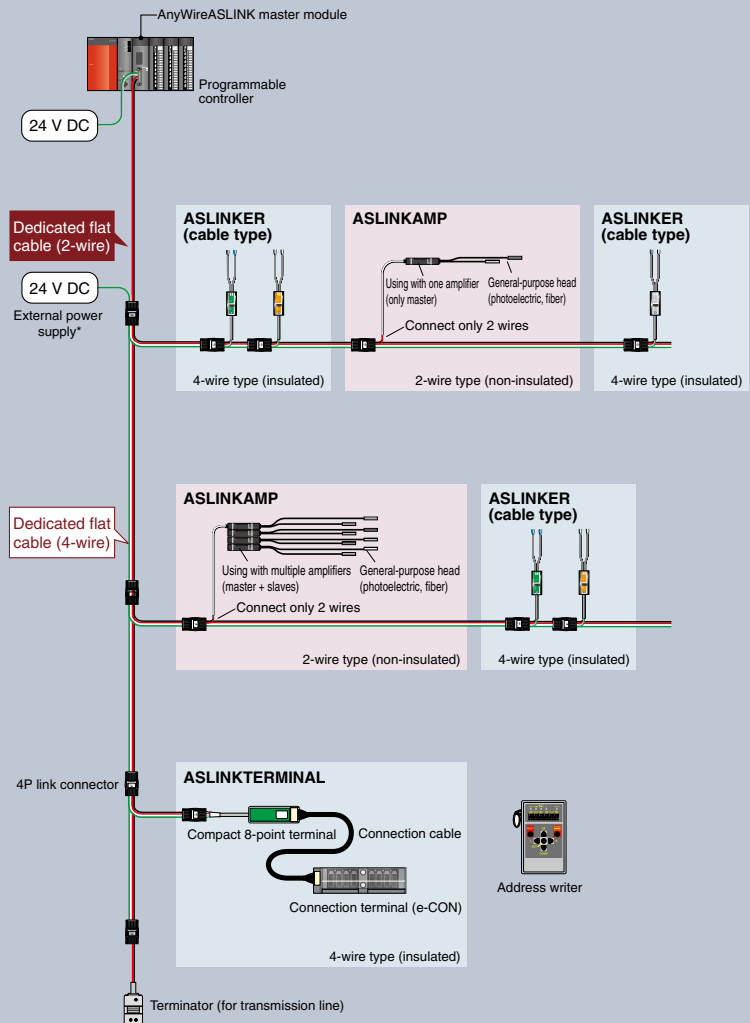 AnyWireASLINK master module
Programmable
controller
24 V DC
Dedicated flat
cable (2-wire)
24 V DC
External power
supply*
ASLINKER
(cable type)
4-wire type (insulated)
ASLINKAMP
Using with one amplifier
(only master)
General-purpose head
(photoelectric, fiber)
Connect only 2 wires
2-wire type (non-insulated)
ASLINKER
(cable type)
4-wire type (insulated)
Dedicated flat
cable (4-wire)
ASLINKAMP
Using with multiple amplifiers
(master + slaves)
General-purpose head
(photoelectric, fiber)
Connect only 2 wires
2-wire type (non-insulated)
ASLINKER
(cable type)
4-wire type (insulated)
4P link connector
ASLINKTERMINAL
Compact 8-point terminal
Connection cable
Connection terminal (e-CON)
4-wire type (insulated)
Address writer
Terminator (for transmission line)